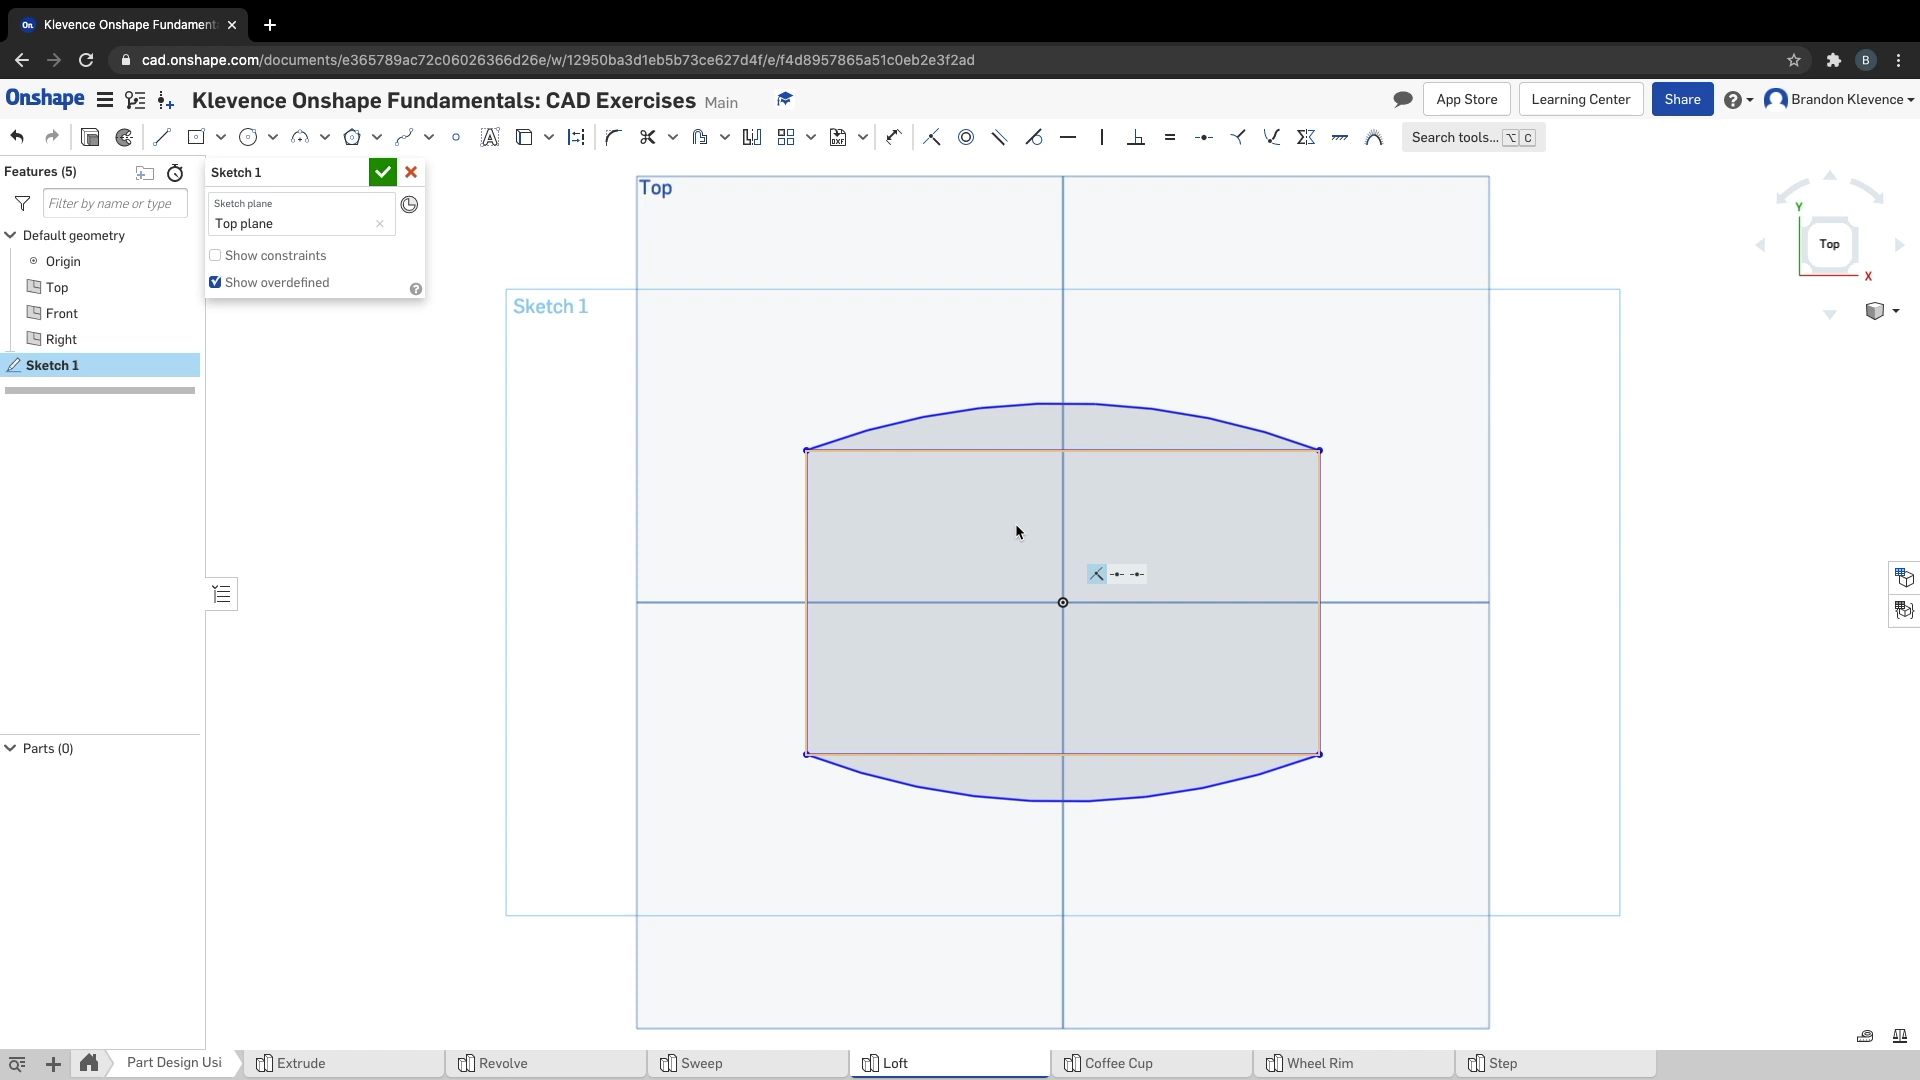 On Klevence Onshape Fundament
cad.onshape.com/documents/e365789ac72c06026366d26e/w/12950ba3d1eb5b73ce627d4f/e/f4d8957865a51c0eb2e3f2ad
B
Onshape Klevence Onshape Fundamentals: CAD Exercises Main
App Store Learning Center Share Brandon Klevence
Search tools... ⌥ C
Features (5)
Filter by name or type
Default geometry
Origin
Top
Front
Right
Sketch 1
Parts (0)
Sketch 1
Sketch plane
Top plane
Show constraints
Show overdefined
Top
Sketch 1
Y
Top
X
Part Design Usi Extrude Revolve Sweep Loft Coffee Cup Wheel Rim Step